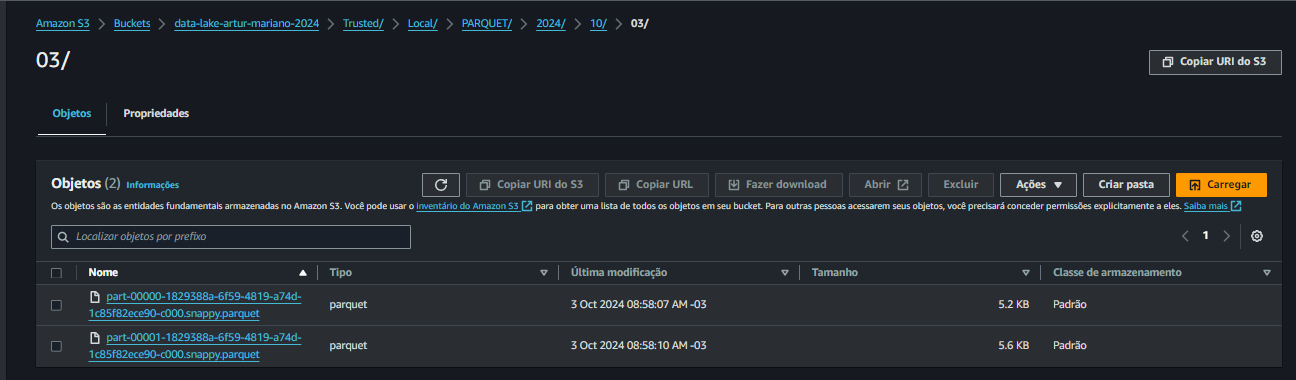 Amazon S3 > Buckets > data-lake-artur-mariano-2024 > Trusted/ > Local/ > PARQUET/ > 2024/ > 10/ > 03/
03/
Copiar URI do S3
Objetos Propriedades
Objetos (2) Informações Copiar URI do S3 Copiar URL Fazer download Abrir Excluir Ações Criar pasta Carregar
Os objetos são as entidades fundamentais armazenadas no Amazon S3. Você pode usar o inventário do Amazon S3 para obter uma lista de todos os objetos em seu bucket. Para outras pessoas acessarem seus objetos, você precisará conceder permissões explicitamente a eles. Saiba mais
Localizar objetos por prefixo
1
Nome Tipo Última modificação Tamanho Classe de armazenamento
part-00000-1829388a-6f59-4819-a74d-
1c85f82ece90-c000.snappy.parquet
parquet 3 Oct 2024 08:58:07 AM -03 5.2 KB Padrão
part-00001-1829388a-6f59-4819-a74d-
1c85f82ece90-c000.snappy.parquet
parquet 3 Oct 2024 08:58:10 AM -03 5.6 KB Padrão